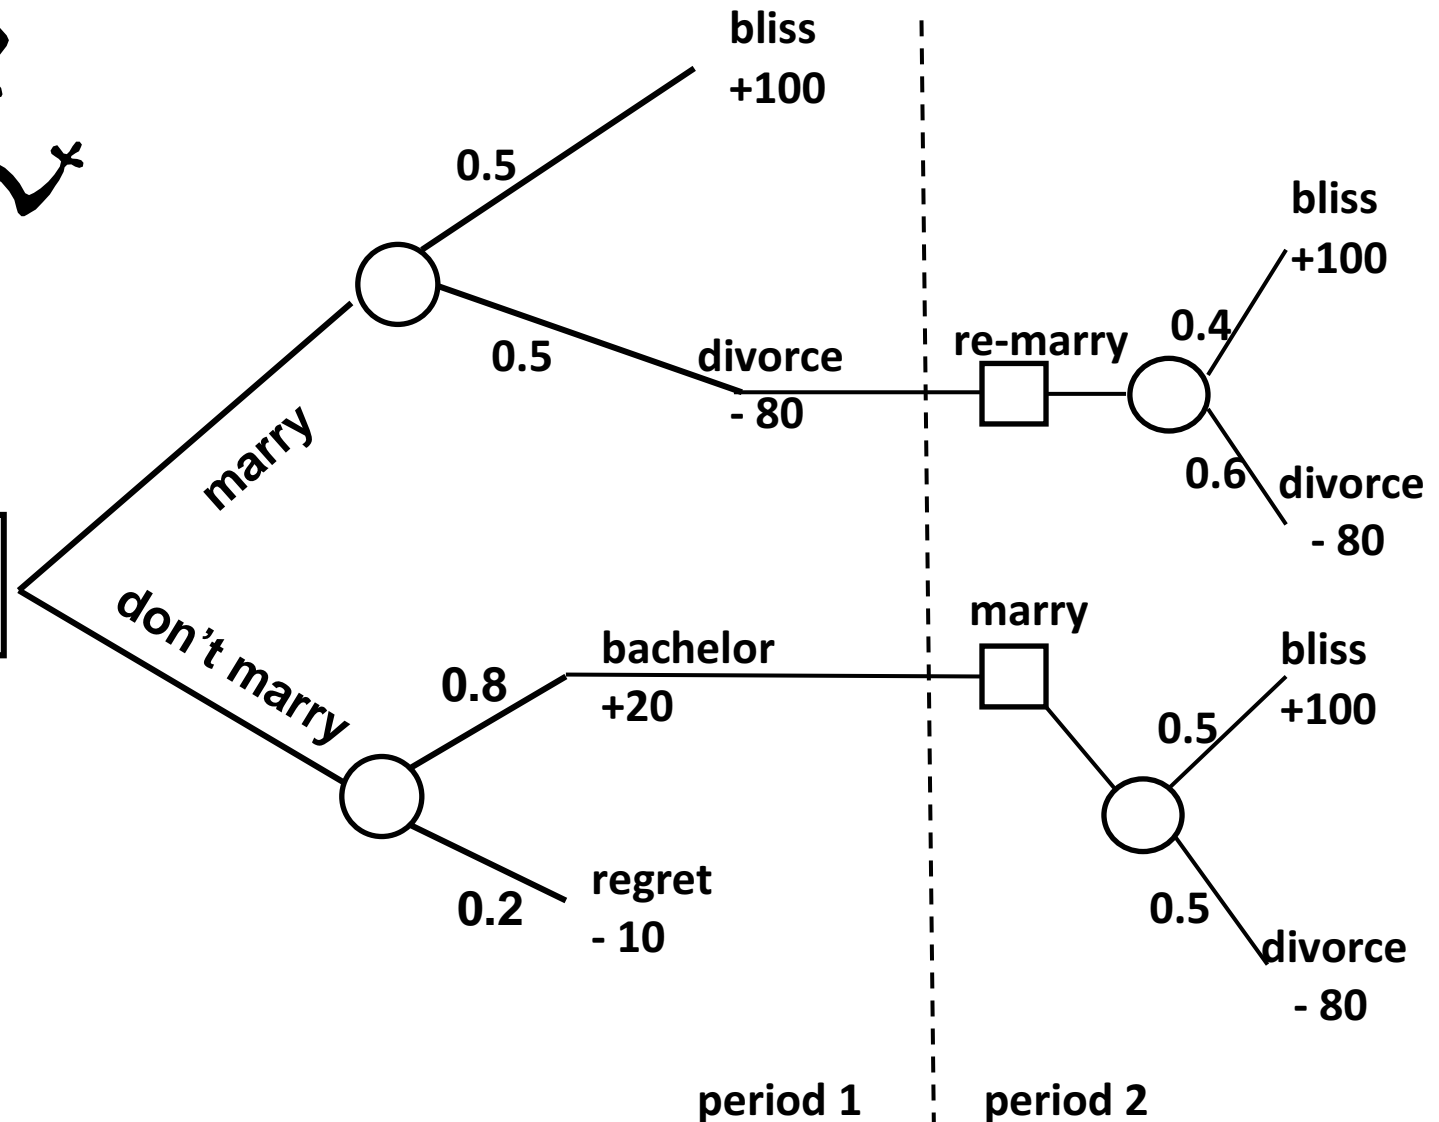 bliss
+100
0.5
0.5
divorce
- 80
marry
re-marry
bliss
+100
0.4
0.6
divorce
- 80
don't marry
0.8
bachelor
+20
0.2
regret
- 10
marry
bliss
+100
0.5
0.5
divorce
- 80
period 1
period 2